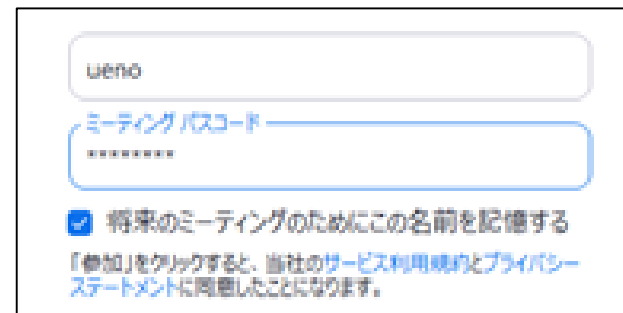 ueno
ミーティング パスコード
********
将来のミーティングのためにこの名前を記憶する
「参加」をクリックすると、当社のサービス利用規約とプライバシー
ステートメントに同意したことになります。